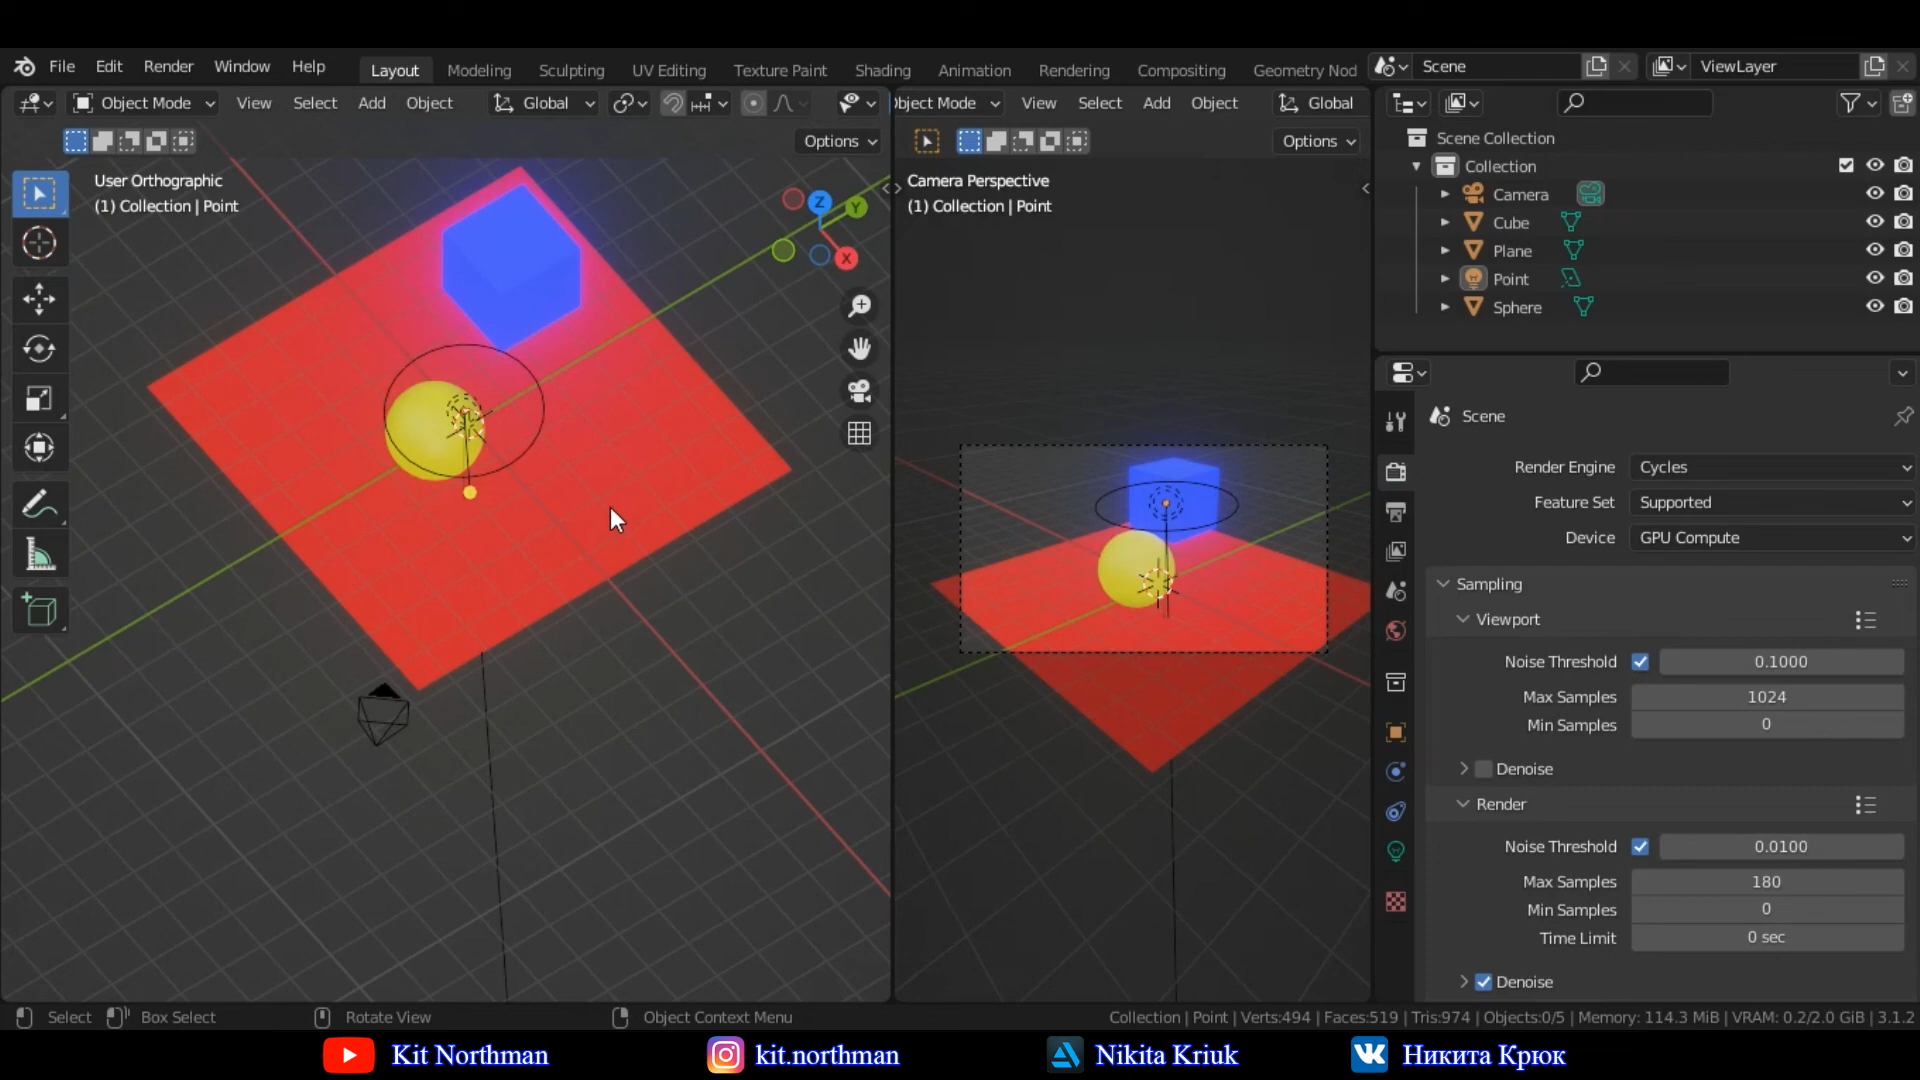 File Edit Render Window Help Layout Modeling Sculpting UV Editing Texture Paint Shading Animation Rendering Compositing Geometry Nod Scene ViewLayer
Object Mode View Select Add Object Global bject Mode View Select Add Object Global
Options Options
User Orthographic
(1) Collection | Point
Z
Y
X
Camera Perspective
(1) Collection | Point
Scene Collection
Collection
Camera
Cube
Plane
Point
Sphere
Scene
Render Engine Cycles
Feature Set Supported
Device GPU Compute
Sampling
Viewport
Noise Threshold 0.1000
Max Samples 1024
Min Samples 0
Denoise
Render
Noise Threshold 0.0100
Max Samples 180
Min Samples 0
Time Limit 0 sec
Denoise
Select Box Select Rotate View Object Context Menu Collection | Point | Verts:494 | Faces:519 | Tris:974 | Objects:0/5 | Memory: 114.3 MiB | VRAM: 0.2/2.0 GiB | 3.1.2
Kit Northman kit.northman Nikita Kriuk Никита Крюк